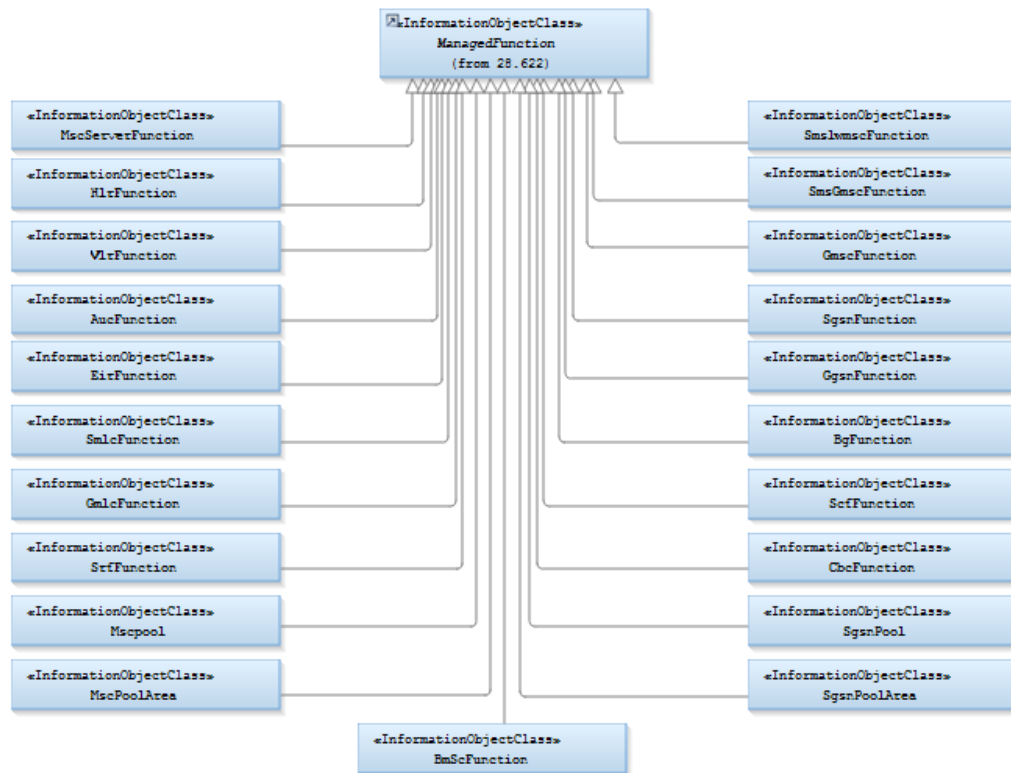 «InformationObjectClass»
ManagedFunction
(from 28.622)
«InformationObjectClass»
MscServerFunction
«InformationObjectClass»
HlrFunction
«InformationObjectClass»
VlrFunction
«InformationObjectClass»
AucFunction
«InformationObjectClass»
EirFunction
«InformationObjectClass»
SmlcFunction
«InformationObjectClass»
GmlcFunction
«InformationObjectClass»
SrfFunction
«InformationObjectClass»
Mscpool
«InformationObjectClass»
MscPoolArea
«InformationObjectClass»
SmsIwmscFunction
«InformationObjectClass»
SmsGmscFunction
«InformationObjectClass»
GmscFunction
«InformationObjectClass»
SgsnFunction
«InformationObjectClass»
GgsnFunction
«InformationObjectClass»
BgFunction
«InformationObjectClass»
ScfFunction
«InformationObjectClass»
CbcFunction
«InformationObjectClass»
SgsnPool
«InformationObjectClass»
SgsnPoolArea
«InformationObjectClass»
BmScFunction